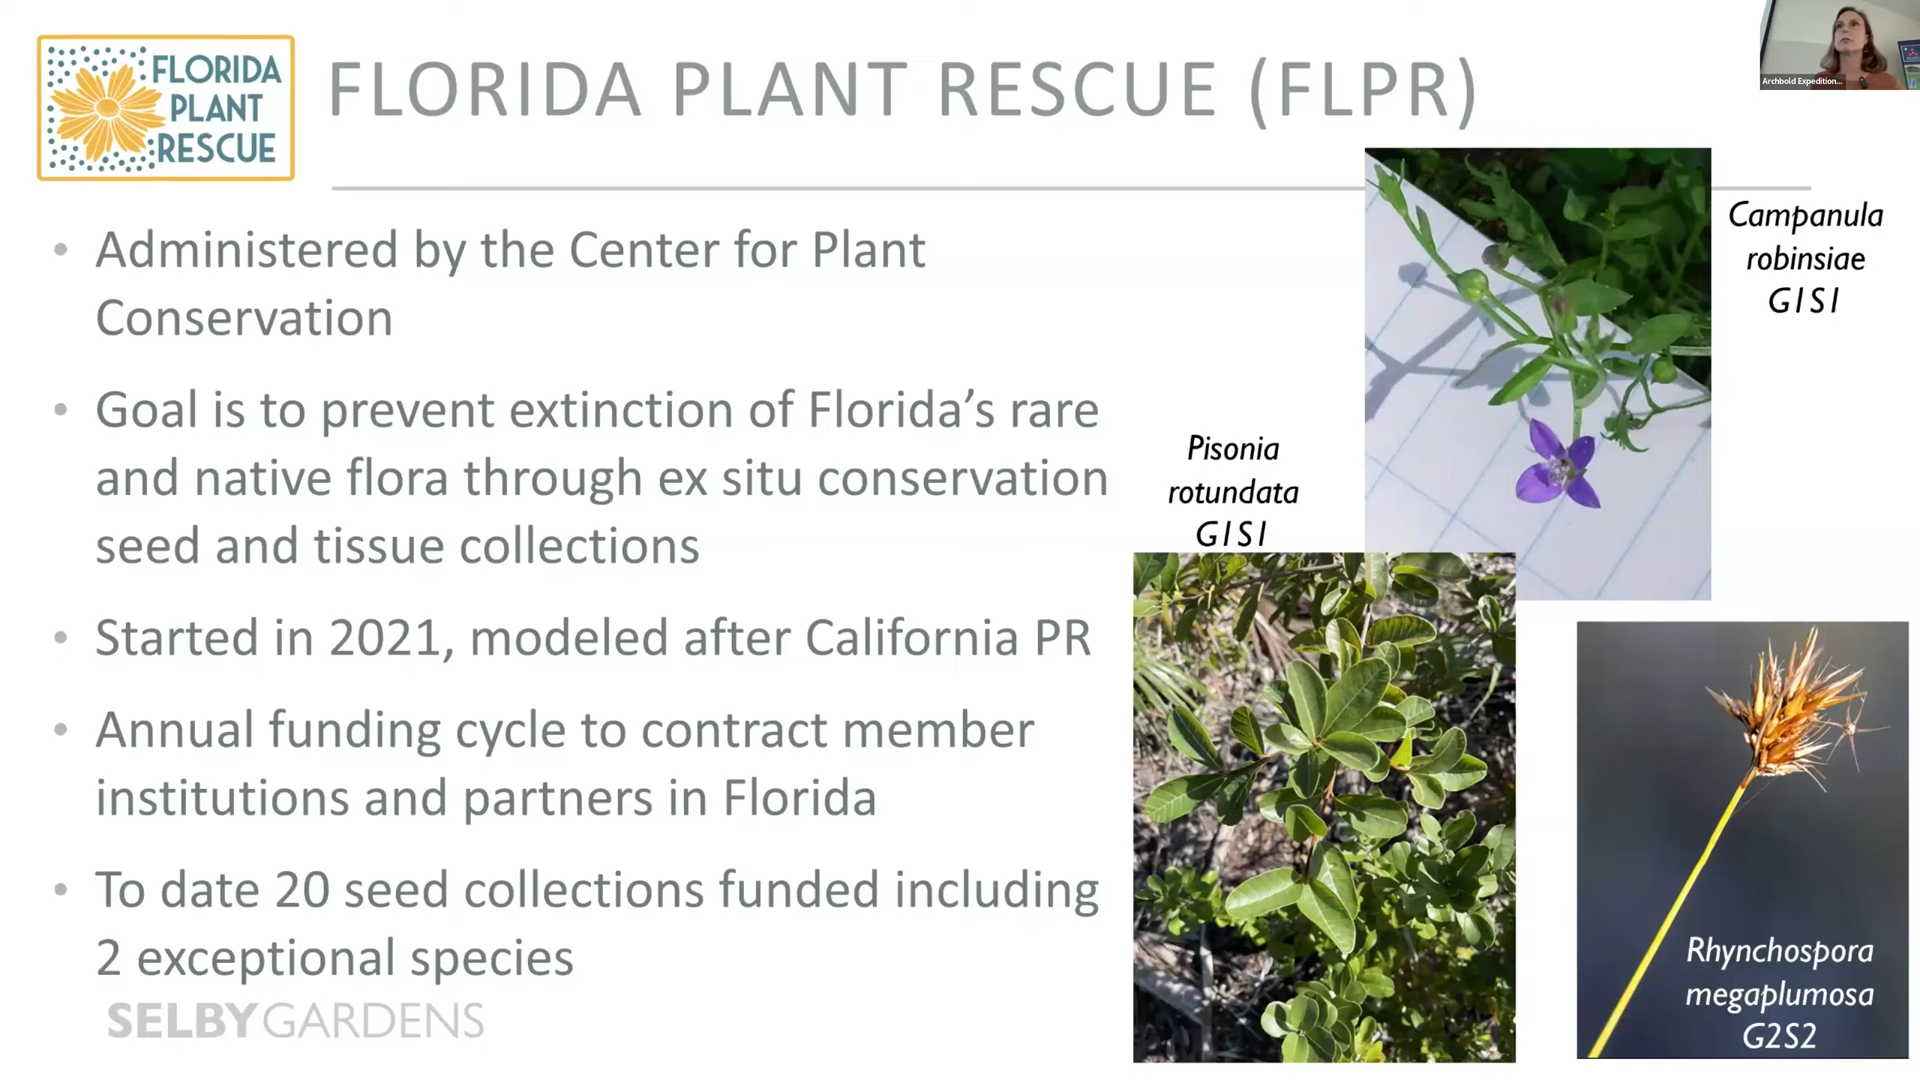 FLORIDA
PLANT
RESCUE
FLORIDA PLANT RESCUE (FLPR)
Archbold Expedition...
• Administered by the Center for Plant
Conservation
• Goal is to prevent extinction of Florida’s rare
and native flora through ex situ conservation
seed and tissue collections
• Started in 2021, modeled after California PR
• Annual funding cycle to contract member
institutions and partners in Florida
• To date 20 seed collections funded including
2 exceptional species
SELBYGARDENS
Campanula
robinsiae
G1S1
Pisonia
rotundata
G1S1
Rhynchospora
megaplumosa
G2S2